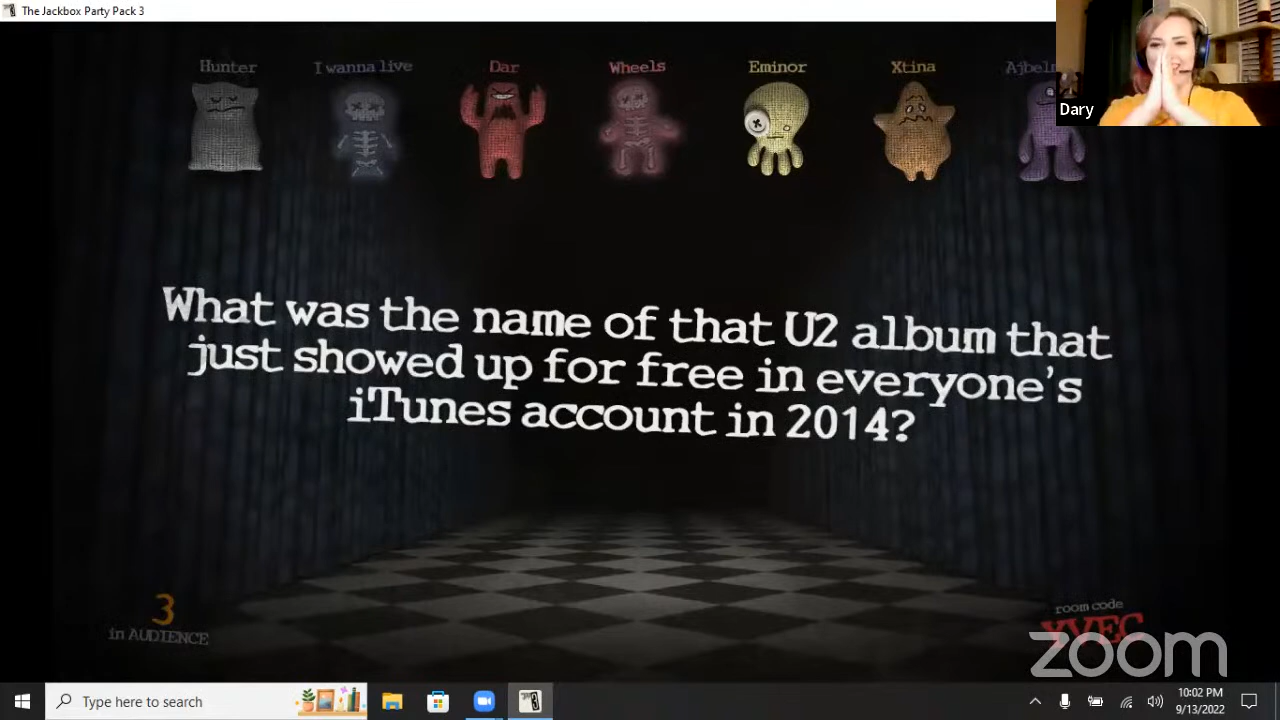 The Jackbox Party Pack 3
Hunter
I wanna live
Dar
Wheels
Eminor
Xtina
Dary
What was the name of that U2 album that
just showed up for free in everyone's
iTunes account in 2014?
3
in AUDIENCE
room code
XVEC
zoom
Type here to search
10:02 PM
9/13/2022